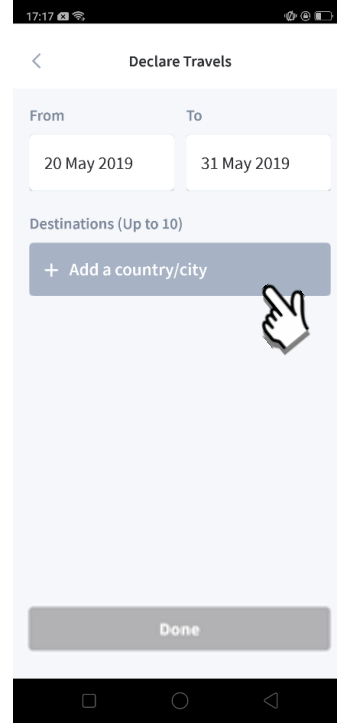 17:17
Declare Travels
From To
20 May 2019 31 May 2019
Destinations (Up to 10)
+ Add a country/city
Done